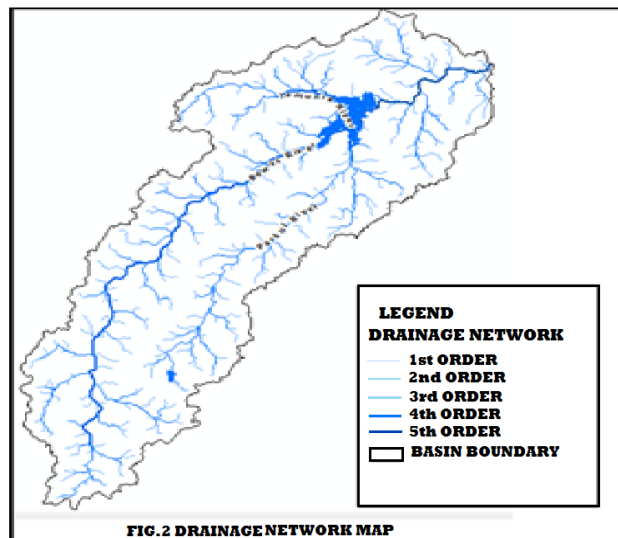 LEGEND
DRAINAGE NETWORK
1st ORDER
2nd ORDER
3rd ORDER
4th ORDER
5th ORDER
BASIN BOUNDARY
FIG.2 DRAINAGE NETWORK MAP